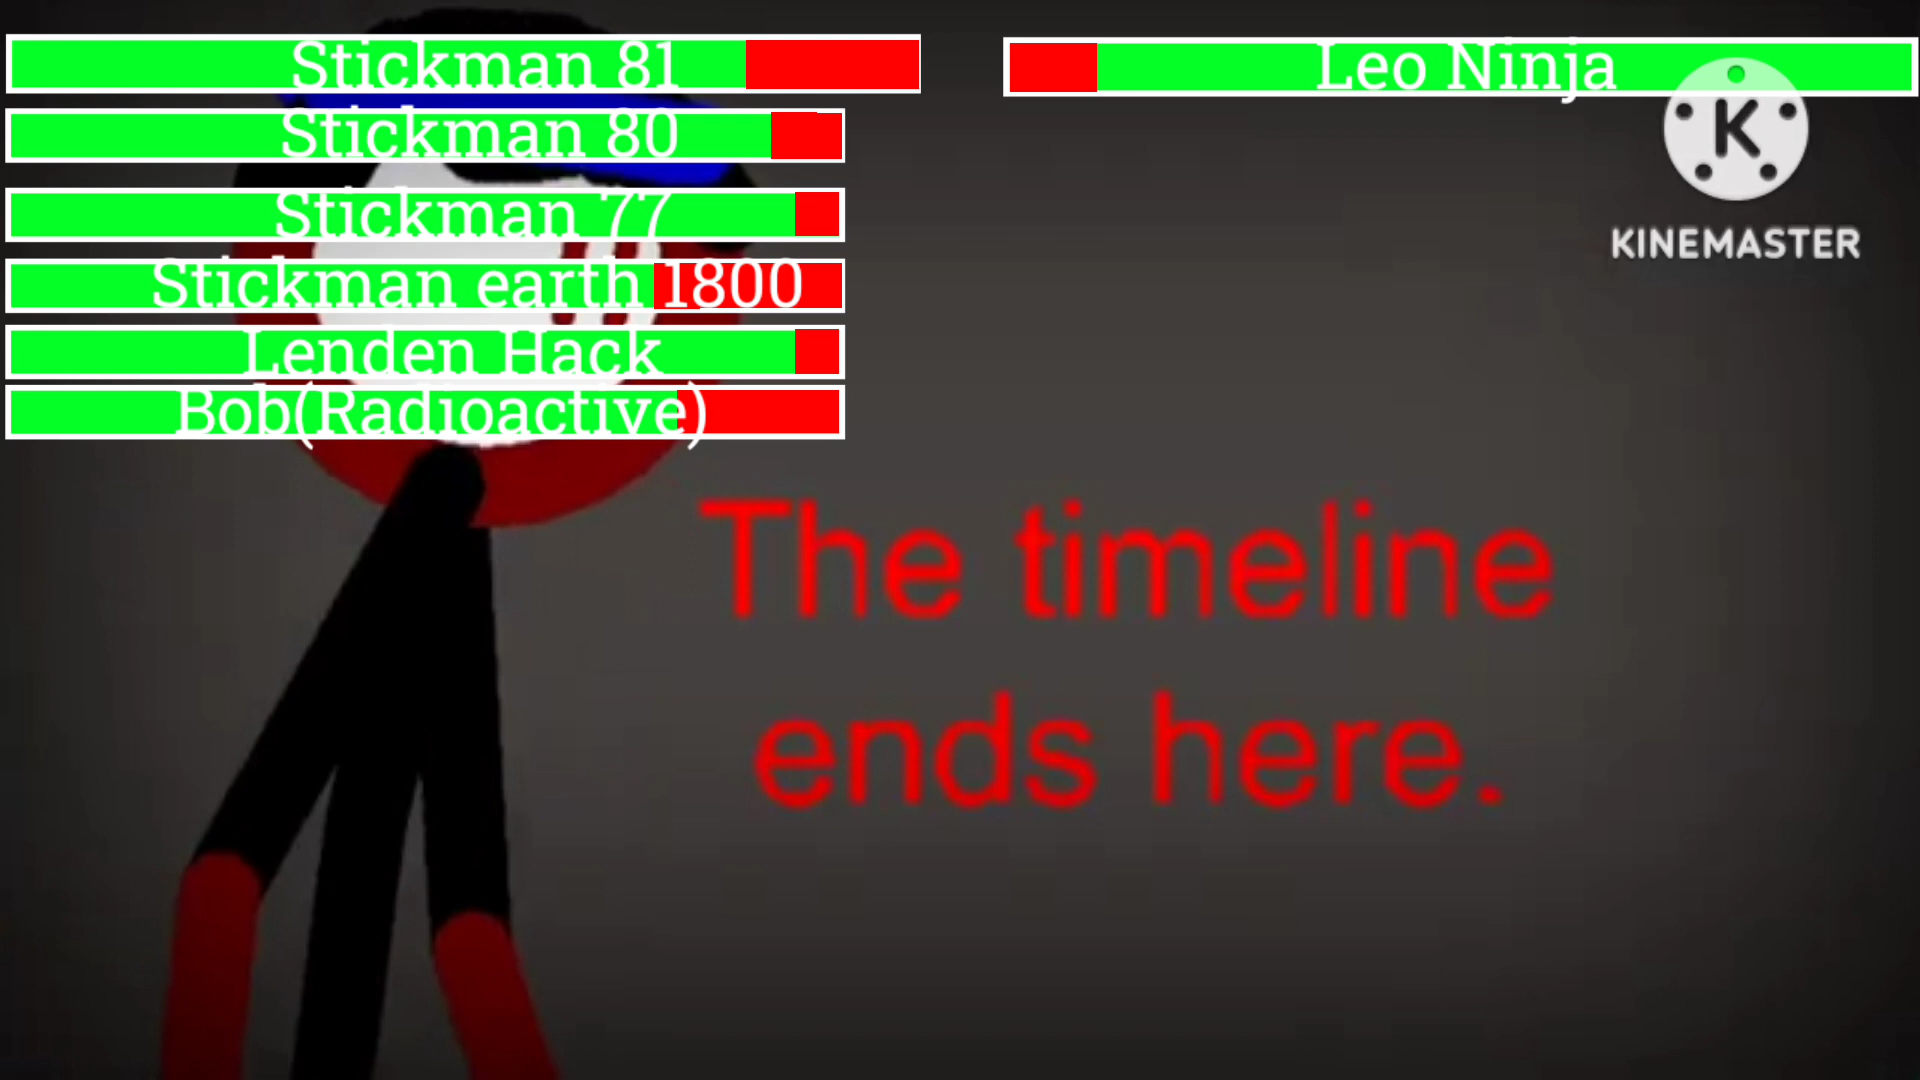 Stickman 81
Leo Ninja
Stickman 80
Stickman 77
Stickman earth 1800
Lenden Hack
Bob(Radioactive)
K
KINEMASTER
The timeline
ends here.